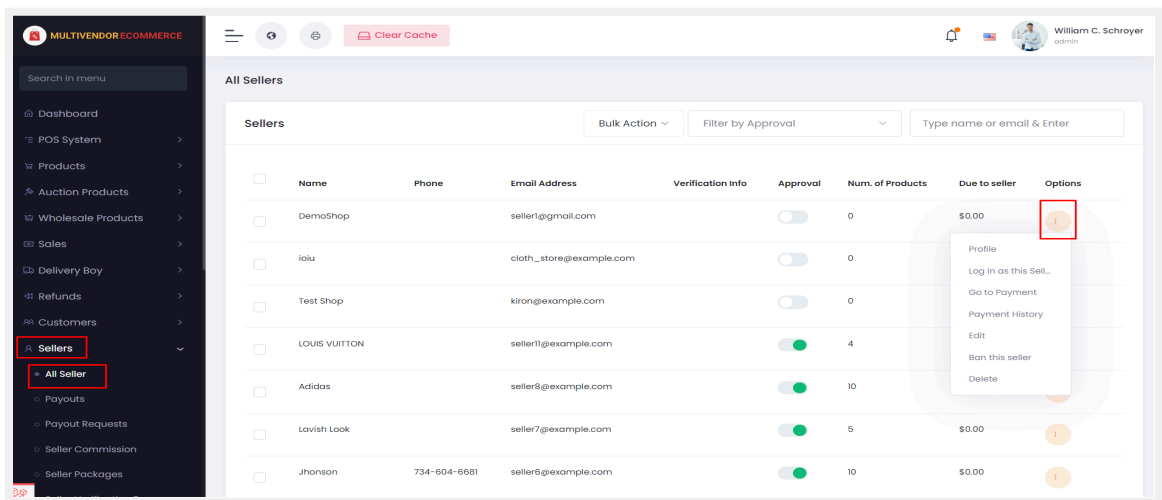 MULTIVENDOR ECOMMERCE
Clear Cache
William C. Schroyer
admin
Search in menu
Dashboard
POS System
Products
Auction Products
Wholesale Products
Sales
Delivery Boy
Refunds
Customers
Sellers
All Seller
Payouts
Payout Requests
Seller Commission
Seller Packages
All Sellers
Sellers
Bulk Action
Filter by Approval
Type name or email & Enter
Name Phone Email Address Verification Info Approval Num. of Products Due to seller Options
DemoShop seller1@gmail.com 0 $0.00
ioiu cloth_store@example.com 0
Test Shop kiron@example.com 0
LOUIS VUITTON seller11@example.com 4
Adidas seller8@example.com 10
Lavish Look seller7@example.com 5 $0.00
Jhonson 734-604-6681 seller6@example.com 10 $0.00
Profile
Log in as this Sell...
Go to Payment
Payment History
Edit
Ban this seller
Delete